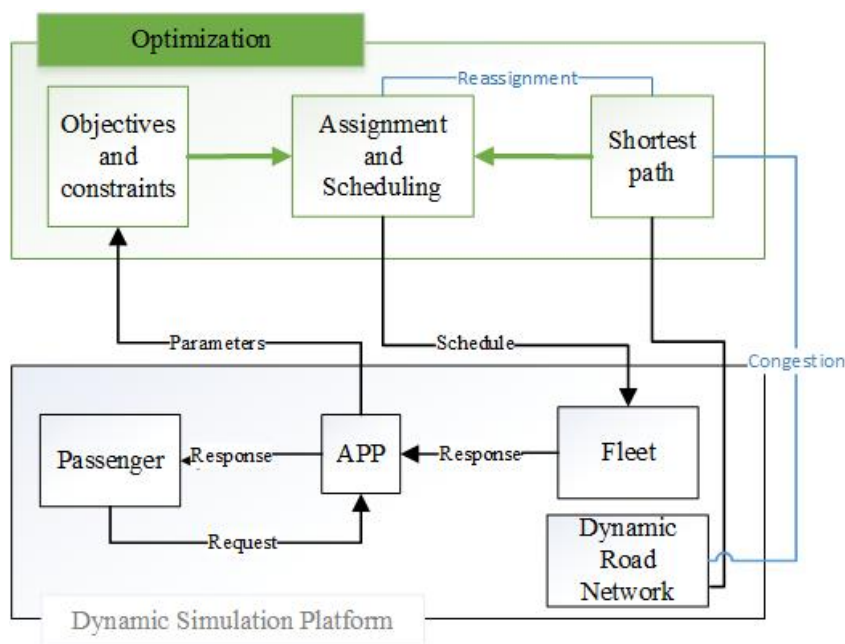 Optimization
Reassignment
Objectives
and
constraints
Assignment
and
Scheduling
Shortest
path
Parameters
Schedule
Congestion
Passenger
Response
APP
Response
Fleet
Request
Dynamic
Road
Network
Dynamic Simulation Platform